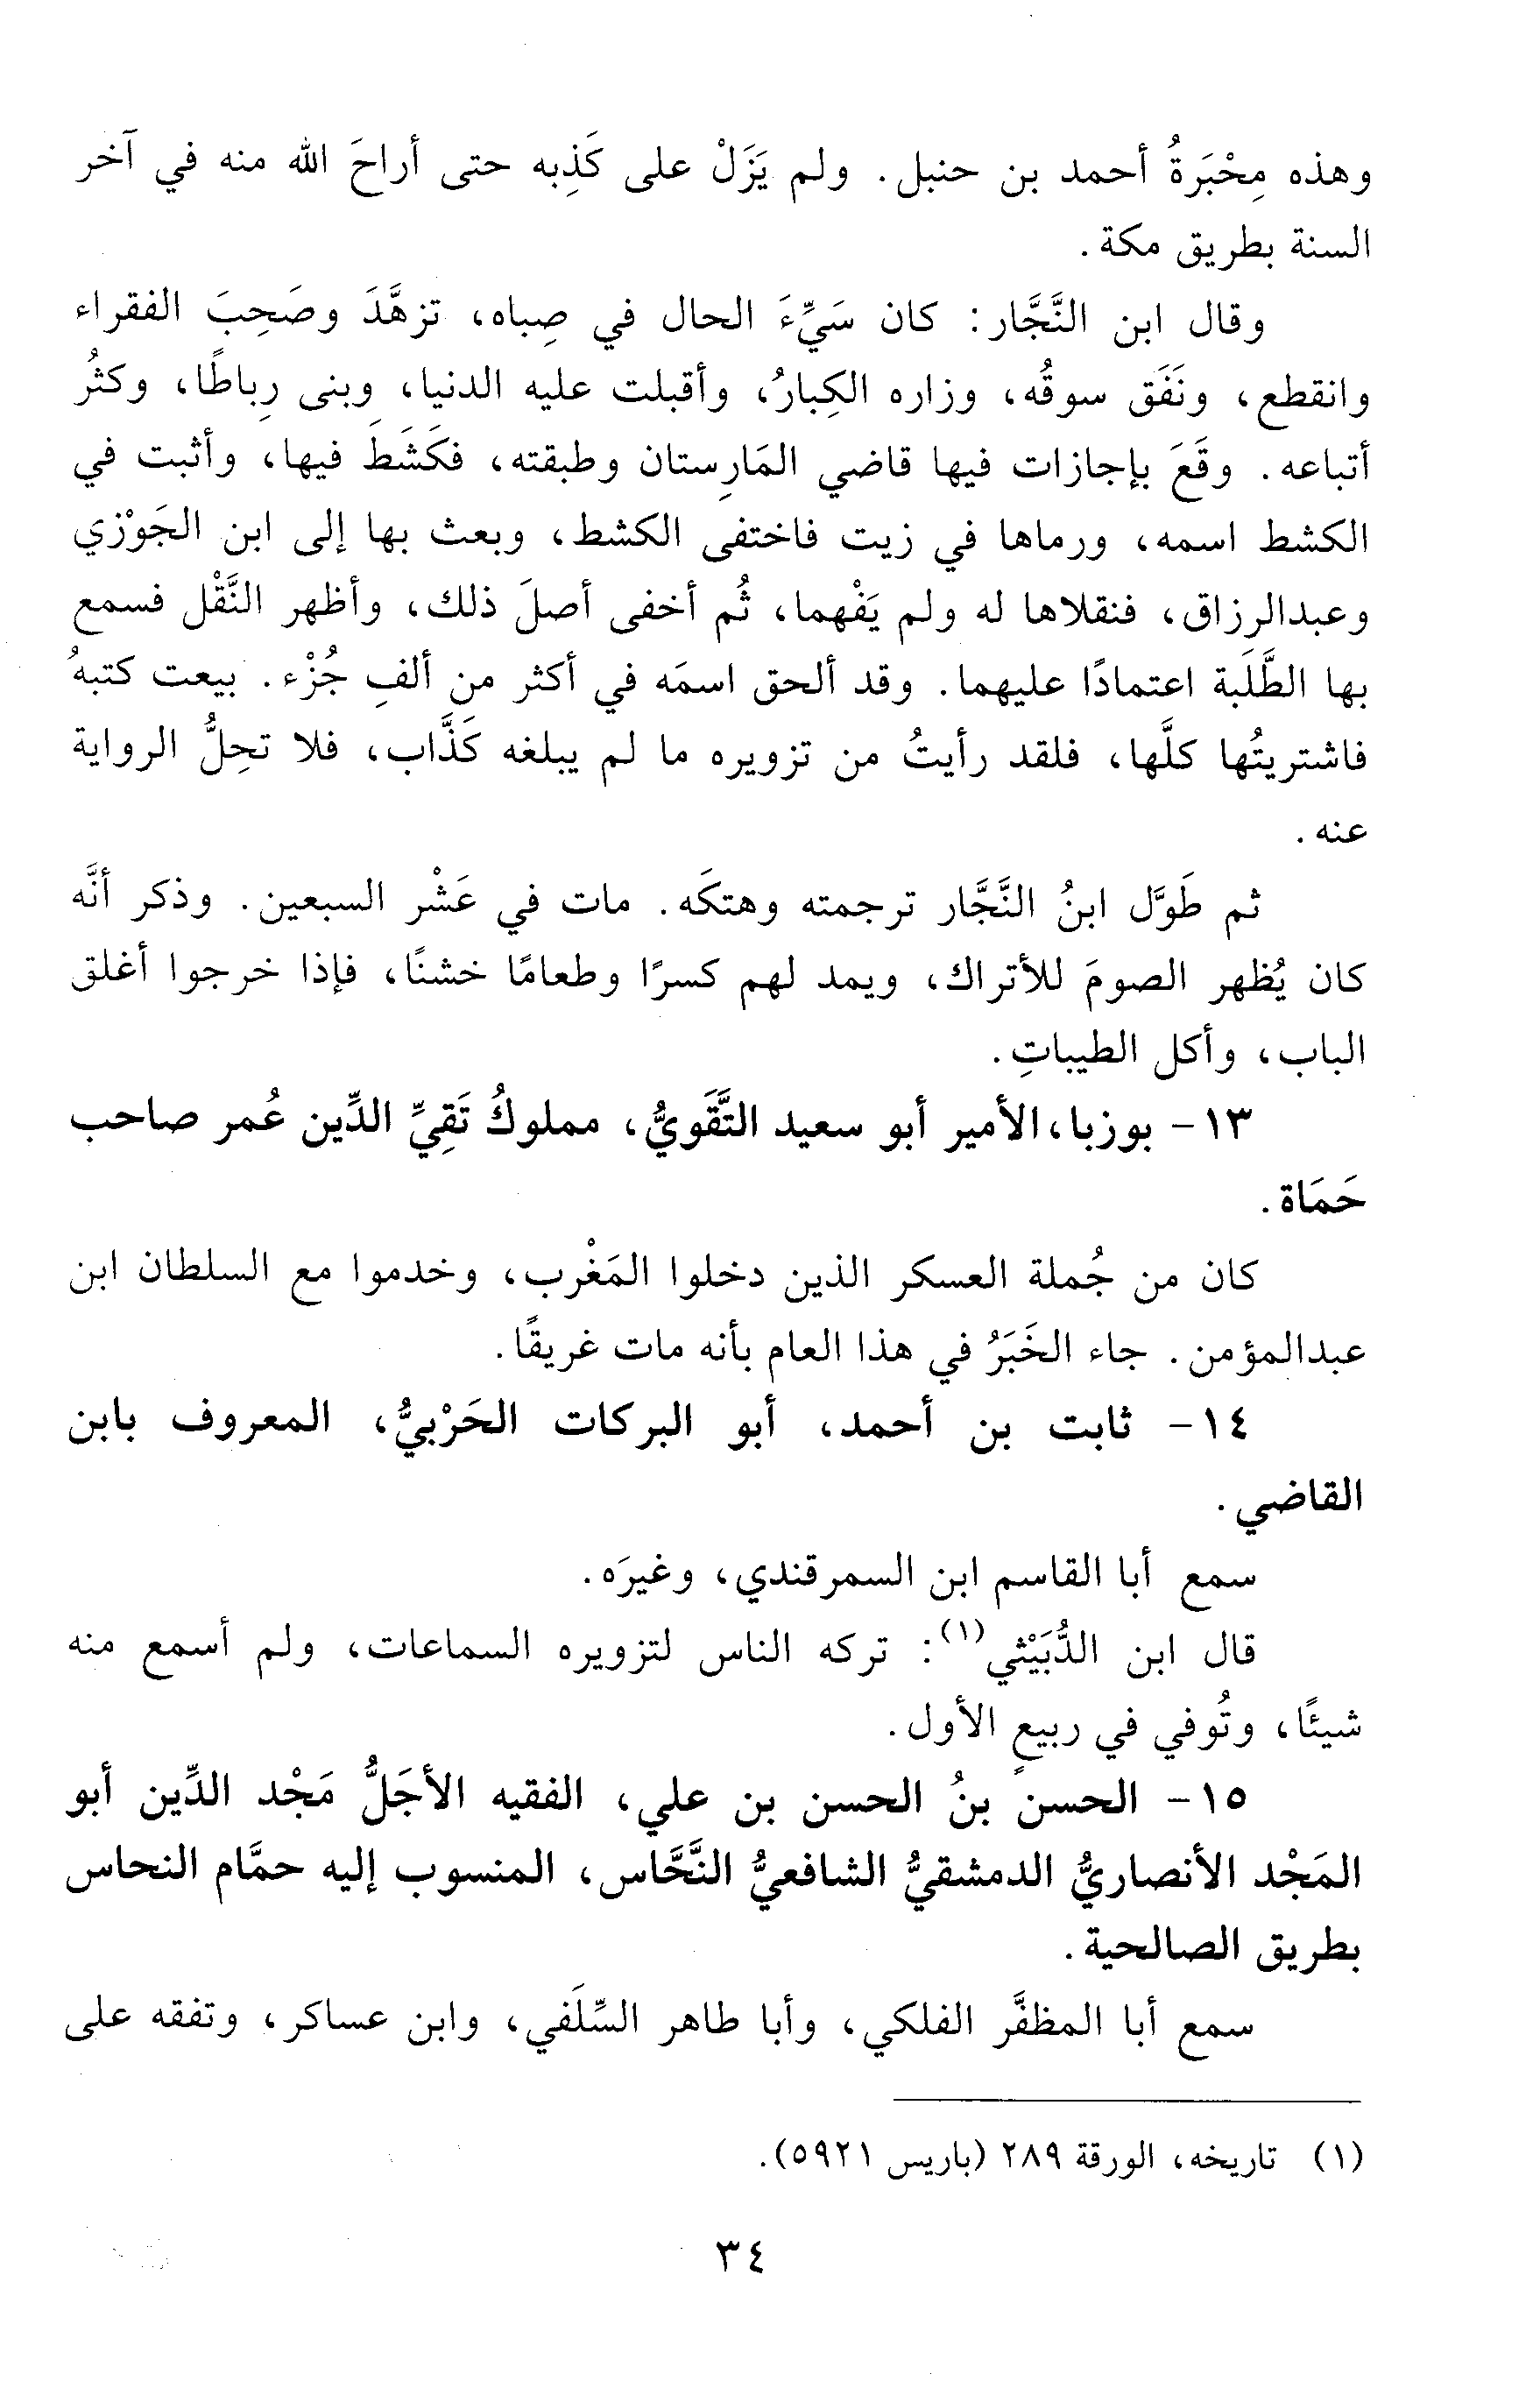 وهذه مِحْبَرَةُ أحمد بن حنبل. ولم يَزَلْ على كَذِبه حتى أراحَ الله منه في آخر
السنة بطريق مكة.
وقال ابن النَّجَّار: كان سَيِّءَ الحال في صِباه، تزهَّدَ وصَحِبَ الفقراء
وانقطع، ونَفَق سوقُه، وزاره الكِبارُ، وأقبلت عليه الدنيا، وبنى رِباطًا، وكثُر
أتباعه. وقَعَ بإجازات فيها قاضي المَارِستان وطبقته، فكَشَطَ فيها، وأثبت في
الكشط اسمه، ورماها في زيت فاختفى الكشط، وبعث بها إلى ابن الجَوْزي
وعبدالرزاق، فنقلاها له ولم يَفْهما، ثُم أخفى أصلَ ذلك، وأظهر النَّقْل فسمع
بها الطَّلَبة اعتمادًا عليهما. وقد ألحق اسمَه في أكثر من ألفِ جُزْء. بيعت كتبهُ
فاشتريتُها كلَّها، فلقد رأيتُ من تزويره ما لم يبلغه كَذَّاب، فلا تحِلُّ الرواية
عنه.
ثم طَوَّل ابنُ النَّجَّار ترجمته وهتكَه. مات في عَشْر السبعين. وذكر أنَّه
كان يُظهر الصومَ للأتراك، ويمد لهم كسرًا وطعامًا خشنًا، فإذا خرجوا أغلق
الباب، وأكل الطيباتِ.
١٣- بوزبا، الأمير أبو سعيد التَّقَويُّ، مملوكُ تَقِيِّ الدِّين عُمر صاحب
حَمَاة.
كان من جُملة العسكر الذين دخلوا المَغْرب، وخدموا مع السلطان ابن
عبدالمؤمن. جاء الخَبَرُ في هذا العام بأنه مات غريقًا.
١٤- ثابت بن أحمد، أبو البركات الحَرْبيُّ، المعروف بابن
القاضي.
سمع أبا القاسم ابن السمرقندي، وغيرَه.
قال ابن الدُّبَيْثي(١): تركه الناس لتزويره السماعات، ولم أسمع منه
شيئًا، وتُوفي في ربيعٍ الأول.
١٥- الحسن بنُ الحسن بن علي، الفقيه الأجَلُّ مَجْد الدِّين أبو
المَجْد الأنصاريُّ الدمشقيُّ الشافعيُّ النَّحَّاس، المنسوب إليه حمَّام النحاس
بطريق الصالحية.
سمع أبا المظفَّر الفلكي، وأبا طاهر السِّلَفي، وابن عساكر، وتفقه على
(١) تاريخه، الورقة ٢٨٩ (باريس ٥٩٢١).
٣٤